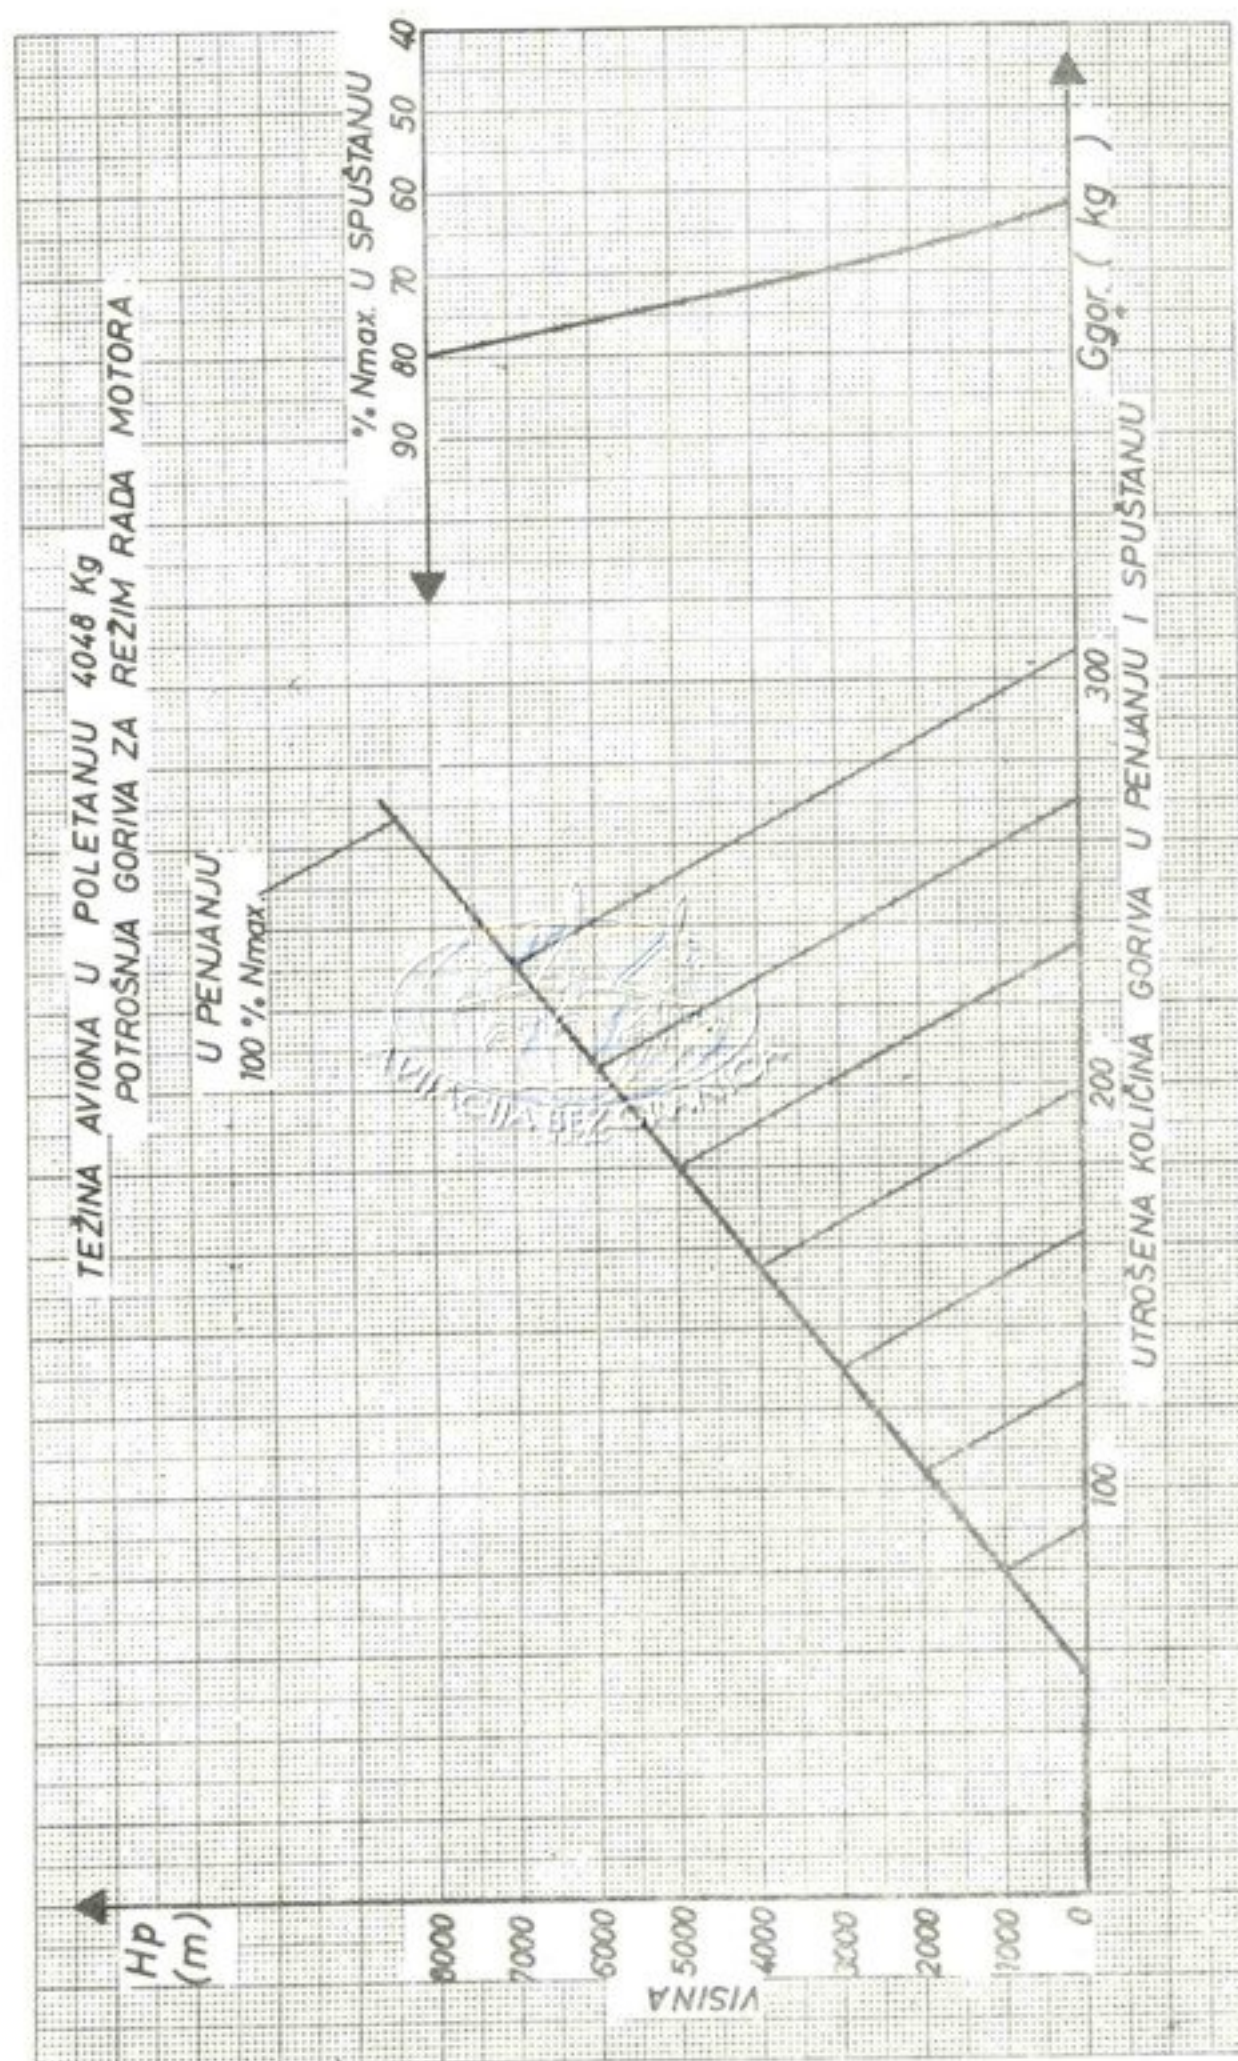 TEŽINA AVIONA U POLETANJU 4048 Kg
POTROŠNJA GORIVA ZA REŽIM RADA MOTORA
Hp
(m)
U PENJANJU
100 % Nmax.
%. Nmax. U SPUŠTANJU
90 80 70 60 50 40
8000
7000
6000
5000
4000
3000
2000
1000
0
VISINA
100 200 300
Ggor. ( kg )
UTROŠENA KOLIČINA GORIVA U PENJANJU I SPUŠTANJU